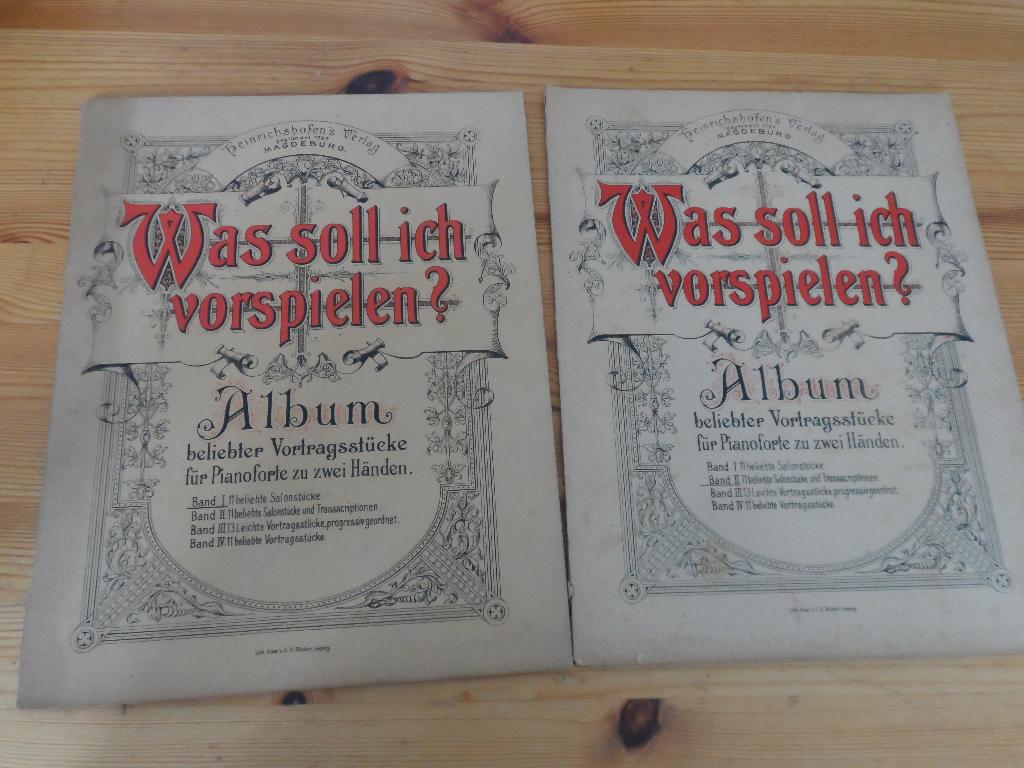 Heinrichshofen's Verlag
gegründet 1797
MAGDEBURG.
Was soll ich
vorspielen?
Album
beliebter Vortragsstücke
für Pianoforte zu zwei Händen.
Band I 11 beliebte Salonstücke.
Band II 11 beliebte Salonstücke und Transscriptionen
Band III 13 Leichte Vortragsstücke, progressiv geordnet.
Band IV. 11 beliebte Vortragsstücke.
Heinrichshofen's Verlag
gegründet 1797
MAGDEBURG.
Was soll ich
vorspielen?
Album
beliebter Vortragsstücke
für Pianoforte zu zwei Händen.
Band I 11 beliebte Salonstücke.
Band II 11 beliebte Salonstücke und Transscriptionen
Band III 13 Leichte Vortragsstücke, progressiv geordnet.
Band IV 11 beliebte Vortragsstücke.